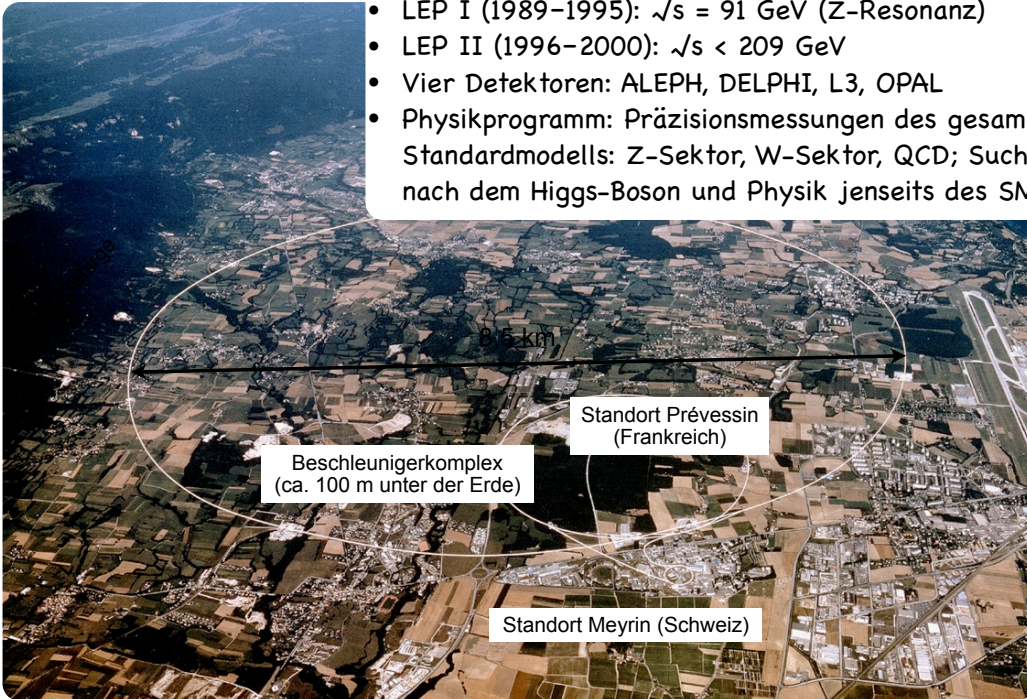 • LEP I (1989–1995): √s = 91 GeV (Z-Resonanz)
• LEP II (1996–2000): √s < 209 GeV
• Vier Detektoren: ALEPH, DELPHI, L3, OPAL
• Physikprogramm: Präzisionsmessungen des gesam
Standardmodells: Z-Sektor, W-Sektor, QCD; Such
nach dem Higgs-Boson und Physik jenseits des SM
8,5 km
Standort Prévessin
(Frankreich)
Beschleunigerkomplex
(ca. 100 m unter der Erde)
Standort Meyrin (Schweiz)